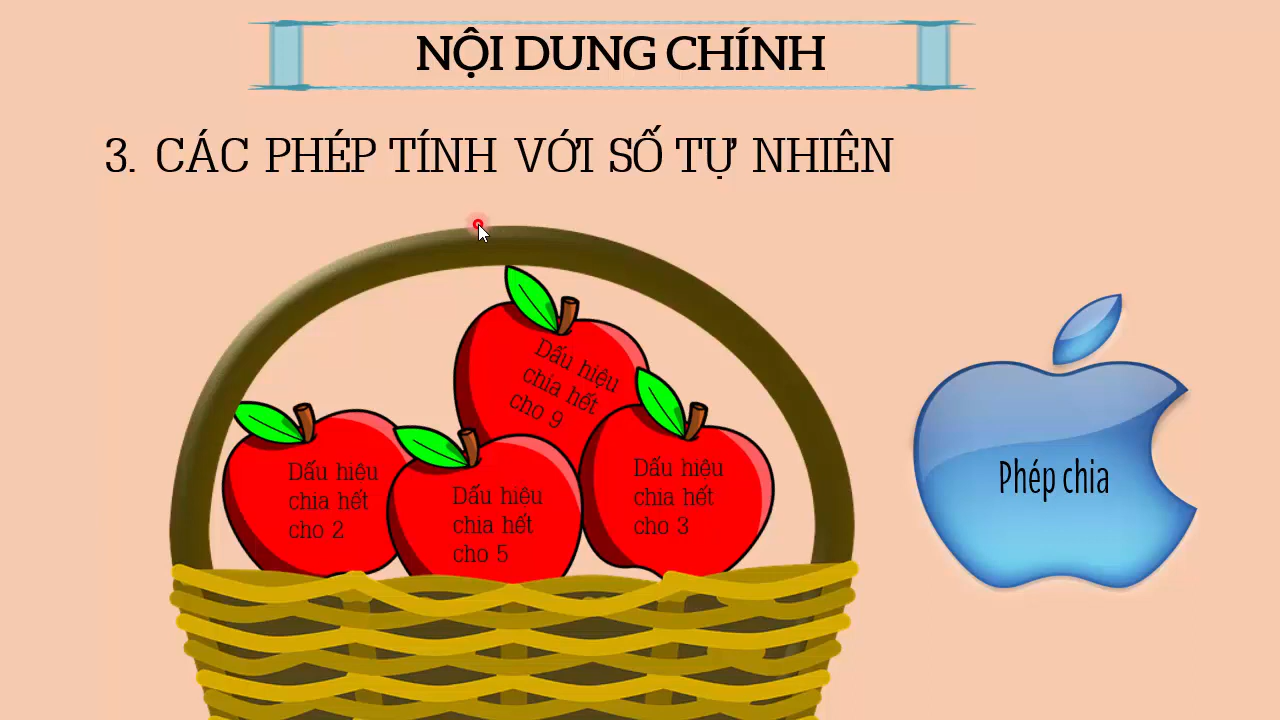 NỘI DUNG CHÍNH
3. CÁC PHÉP TÍNH VỚI SỐ TỰ NHIÊN
Dấu hiệu
chia hết
cho 9
Dấu hiêu
chia hết
cho 2
Dấu hiệu
chia hết
cho 5
Dấu hiệu
chia hết
cho 3
Phép chia